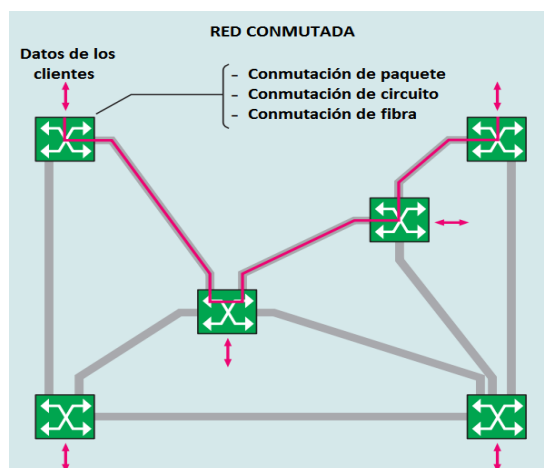 RED CONMUTADA
Datos de los
clientes
- Conmutación de paquete
- Conmutación de circuito
- Conmutación de fibra